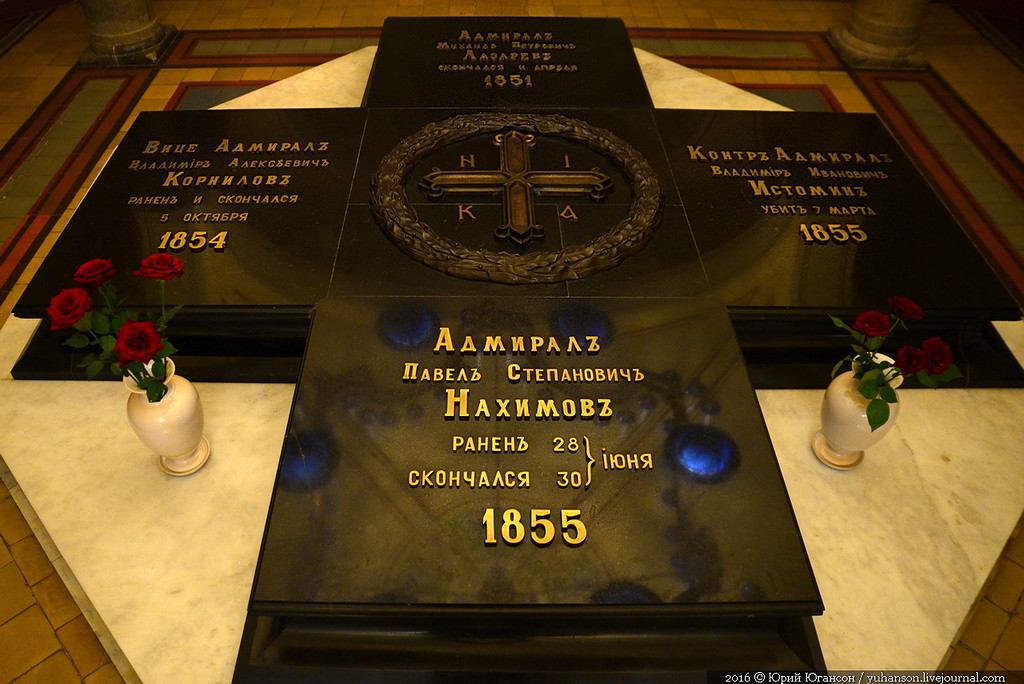 Адмиралъ
Михаилъ Петровичъ
Лазаревъ
скончался 11 апреля
1851
Вице Адмиралъ
Владимiръ Алексѣевичъ
Корниловъ
раненъ и скончался
5 октября
1854
Н I
К А
Контръ Адмиралъ
Владимiръ Ивановичъ
Истоминъ
убитъ 7 марта
1855
Адмиралъ
Павелъ Степановичъ
Нахимовъ
раненъ 28
скончался 30 } iюня
1855
2016 © Юрий Югансон / yuhanson.livejournal.com